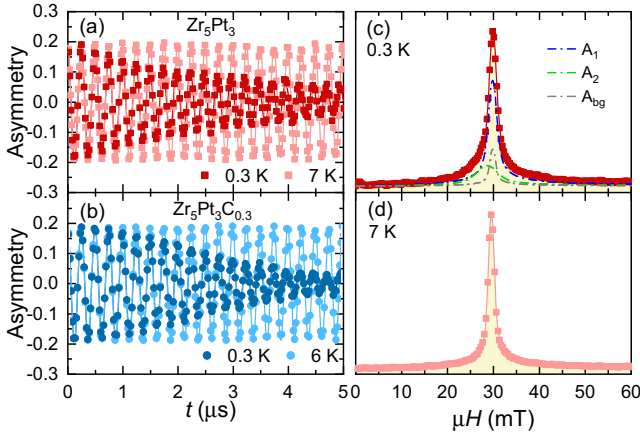 (a) Zr5Pt3
0.3
0.2
0.1
0.0
-0.1
-0.2
-0.3
Asymmetry
0.3 K 7 K
(b) Zr5Pt3C0.3
0.2
0.1
0.0
-0.1
-0.2
-0.3
Asymmetry
0.3 K 6 K
0 1 2 3 4 5
t (μs)
(c)
0.3 K
A1
A2
Abg
(d)
7 K
0 10 20 30 40 50 60
μH (mT)